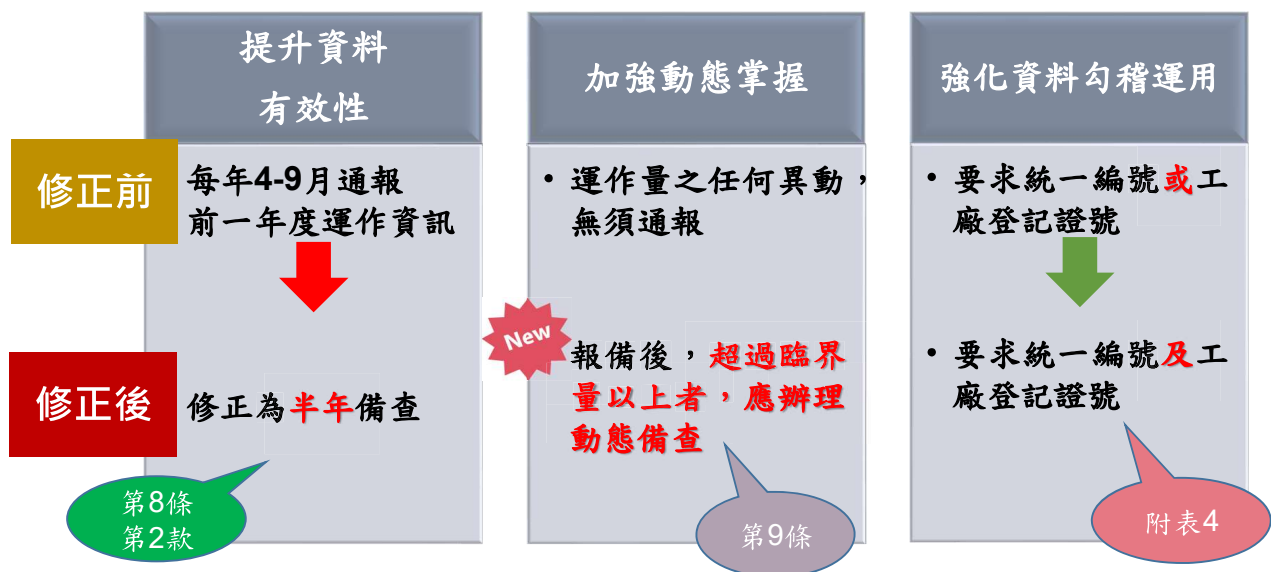 提升資料
有效性
加強動態掌握
強化資料勾稽運用
修正前
每年4-9月通報
前一年度運作資訊
• 運作量之任何異動，
無須通報
• 要求統一編號或工
廠登記證號
修正後
修正為半年備查
New
報備後，超過臨界
量以上者，應辦理
動態備查
• 要求統一編號及工
廠登記證號
第8條
第2款
第9條
附表4